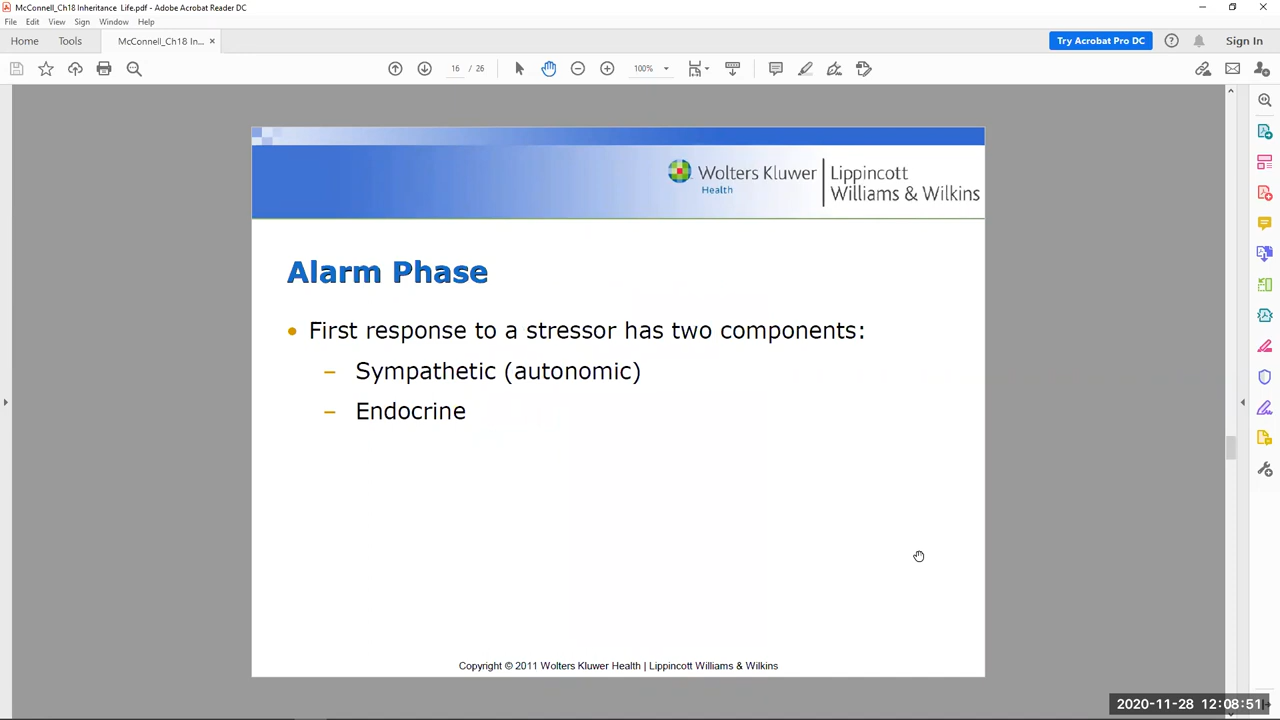 McConnell_Ch18 Inheritance Life.pdf - Adobe Acrobat Reader DC
File Edit View Sign Window Help
Home Tools McConnell_Ch18 In... × Try Acrobat Pro DC Sign In
16 / 26 100%
Wolters Kluwer Lippincott
Health Williams & Wilkins
Alarm Phase
• First response to a stressor has two components:
– Sympathetic (autonomic)
– Endocrine
Copyright © 2011 Wolters Kluwer Health | Lippincott Williams & Wilkins
2020-11-28 12:08:51